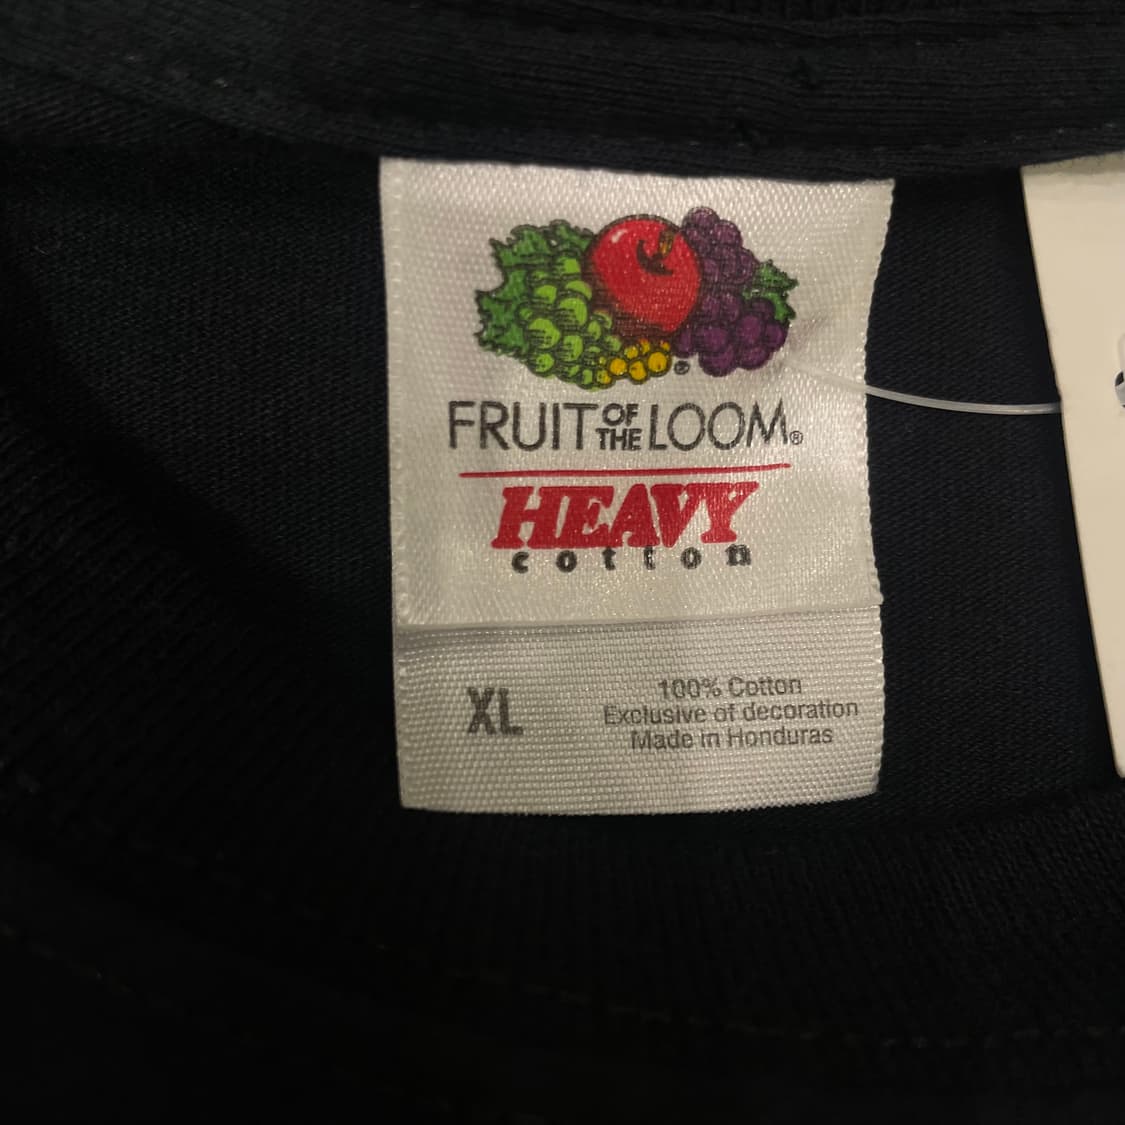 FRUIT OF THE LOOM®
HEAVY
cotton
XL
100% Cotton
Exclusive of decoration
Made in Honduras